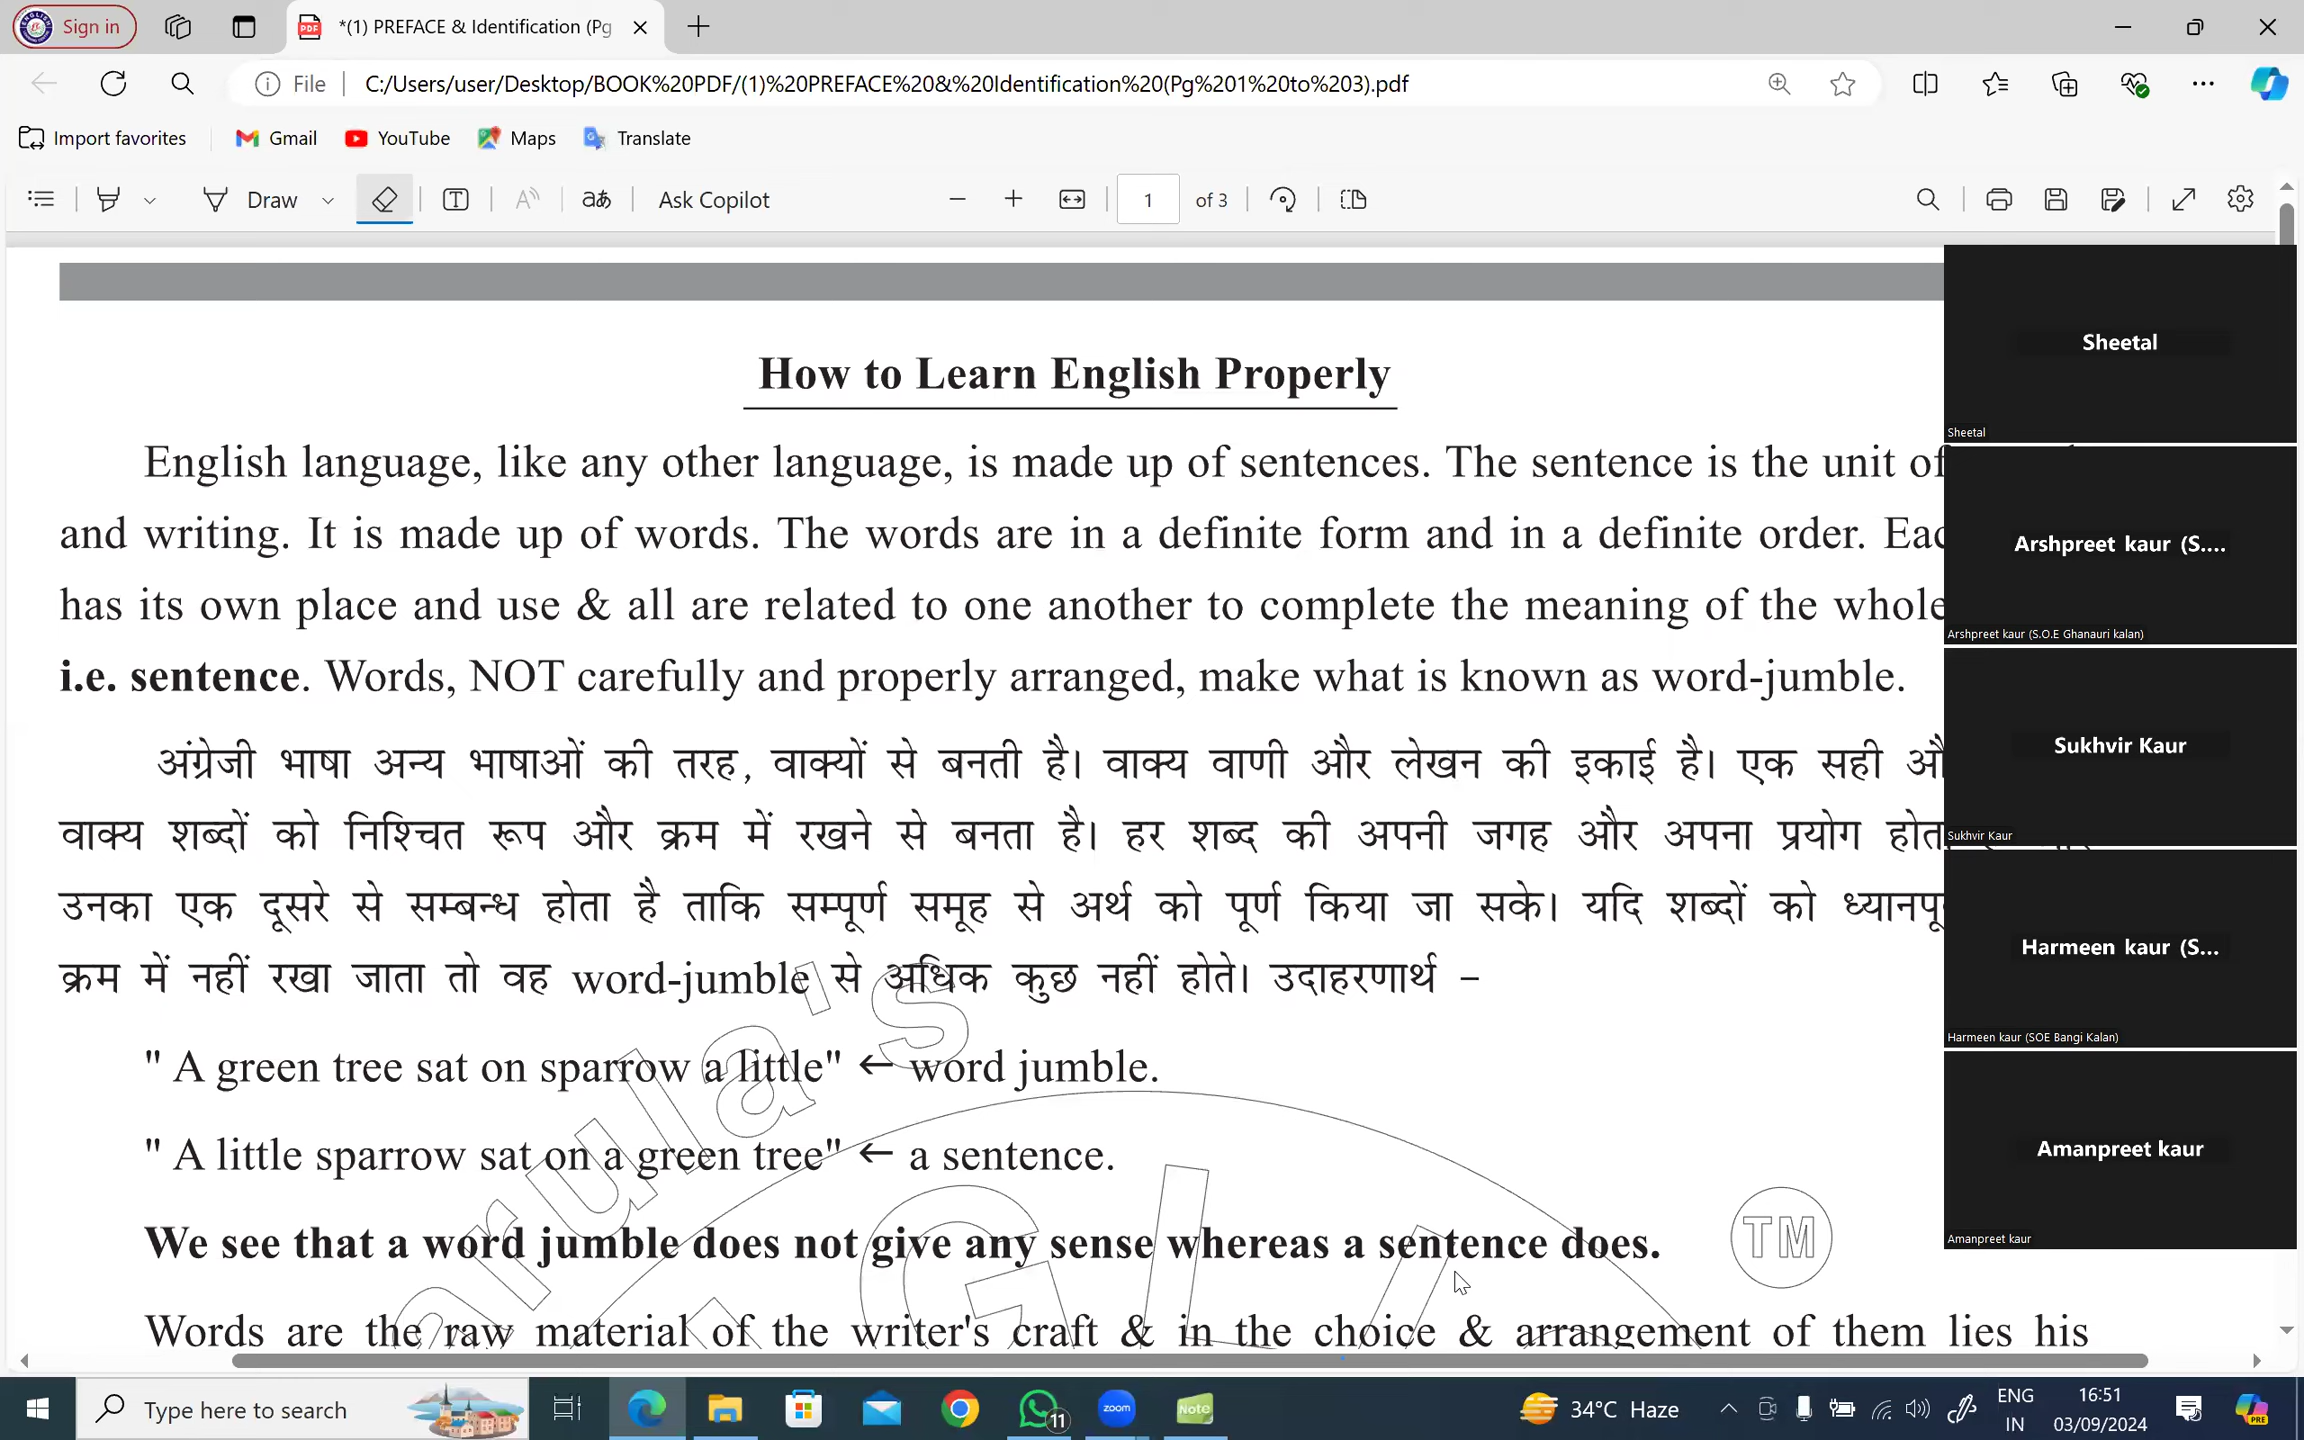 Sign in
*(1) PREFACE & Identification (Pg
File
C:/Users/user/Desktop/BOOK%20PDF/(1)%20PREFACE%20&%20Identification%20(Pg%201%20to%203).pdf
Import favorites
Gmail
YouTube
Maps
Translate
Draw
Ask Copilot
1 of 3
How to Learn English Properly
English language, like any other language, is made up of sentences. The sentence is the unit of
and writing. It is made up of words. The words are in a definite form and in a definite order.
has its own place and use & all are related to one another to complete the meaning of the whole
i.e. sentence. Words, NOT carefully and properly arranged, make what is known as word-jumble.
अंग्रेजी भाषा अन्य भाषाओं की तरह, वाक्यों से बनती है। वाक्य वाणी और लेखन की इकाई है। एक सही
वाक्य शब्दों को निश्चित रूप और क्रम में रखने से बनता है। हर शब्द की अपनी जगह और अपना प्रयोग
उनका एक दूसरे से सम्बन्ध होता है ताकि सम्पूर्ण समूह से अर्थ को पूर्ण किया जा सके। यदि शब्दों को
क्रम में नहीं रखा जाता तो वह word-jumble से अधिक कुछ नहीं होते। उदाहरणार्थ –
" A green tree sat on sparrow a little" ← word jumble.
" A little sparrow sat on a green tree" ← a sentence.
We see that a word jumble does not give any sense whereas a sentence does.
Words are the raw material of the writer's craft & in the choice & arrangement of them lies his
TM
Sheetal
Sheetal
Arshpreet kaur (S....
Arshpreet kaur (S.O.E Ghanauri kalan)
Sukhvir Kaur
Sukhvir Kaur
Harmeen kaur (S...
Harmeen kaur (SOE Bangi Kalan)
Amanpreet kaur
Amanpreet kaur
Type here to search
11
zoom
Note
34°C Haze
ENG
IN
16:51
03/09/2024
PRE